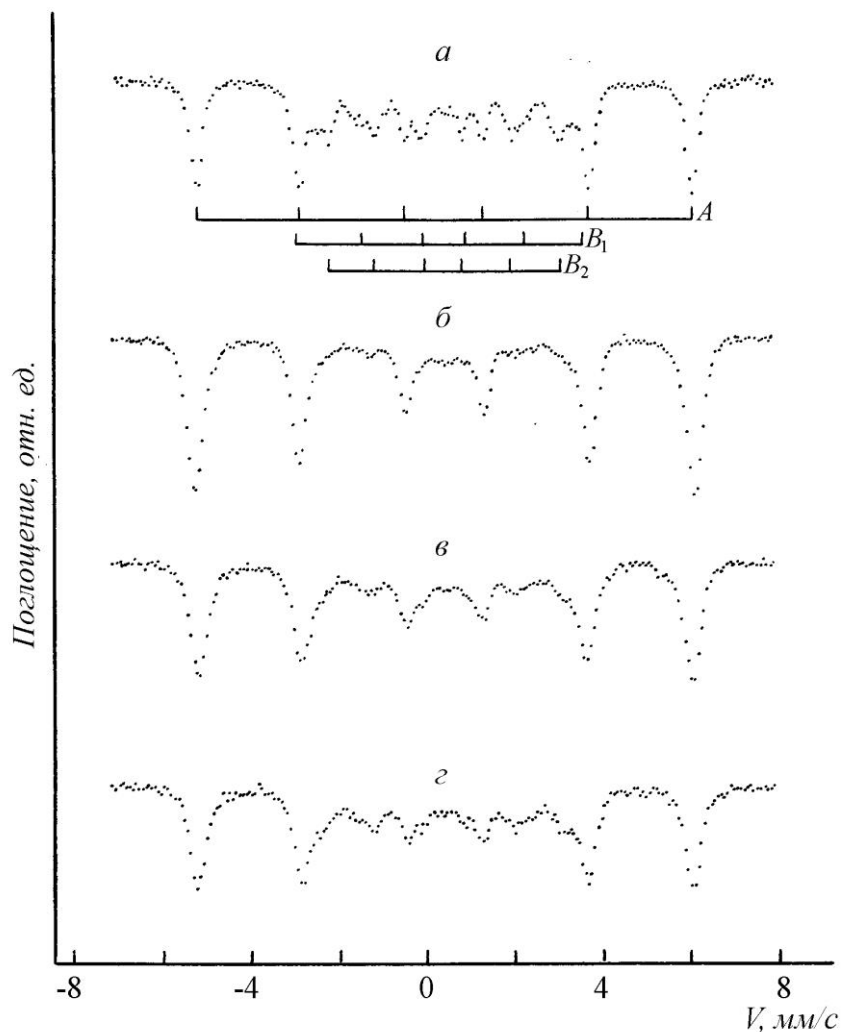 а
A
B₁
B₂
б
в
г
Поглощение, отн. ед.
-8 -4 0 4 8
V, мм/с